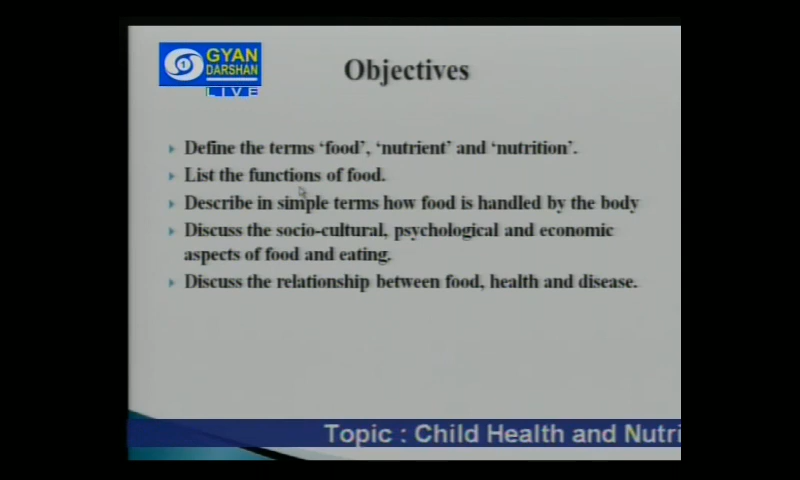 GYAN
DARSHAN
LIVE
Objectives
Define the terms ‘food’, ‘nutrient’ and ‘nutrition’.
List the functions of food.
Describe in simple terms how food is handled by the body
Discuss the socio-cultural, psychological and economic
aspects of food and eating.
Discuss the relationship between food, health and disease.
Topic : Child Health and Nutri